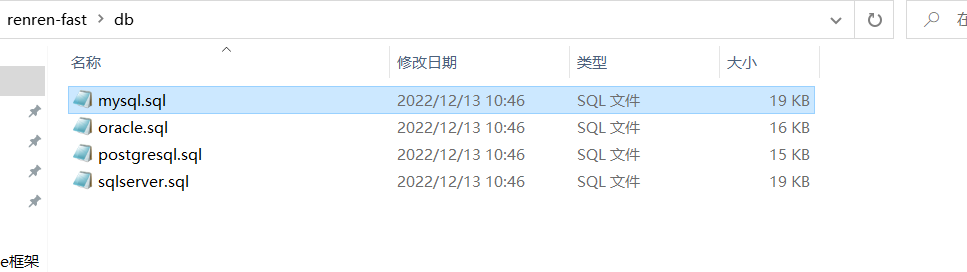 renren-fast > db
在
名称 修改日期 类型 大小
mysql.sql 2022/12/13 10:46 SQL 文件 19 KB
oracle.sql 2022/12/13 10:46 SQL 文件 16 KB
postgresql.sql 2022/12/13 10:46 SQL 文件 15 KB
sqlserver.sql 2022/12/13 10:46 SQL 文件 19 KB
e框架